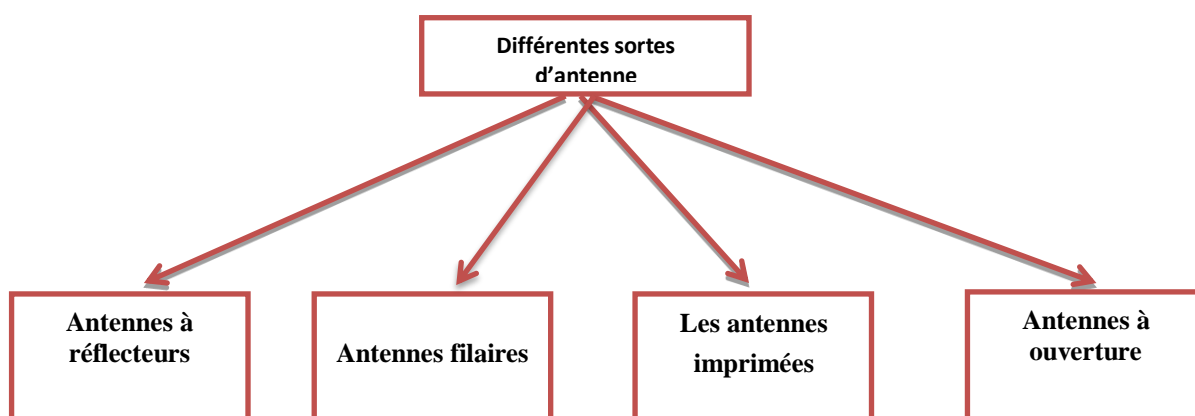 Différentes sortes
d’antenne
Antennes à
réflecteurs
Antennes filaires
Les antennes
imprimées
Antennes à
ouverture